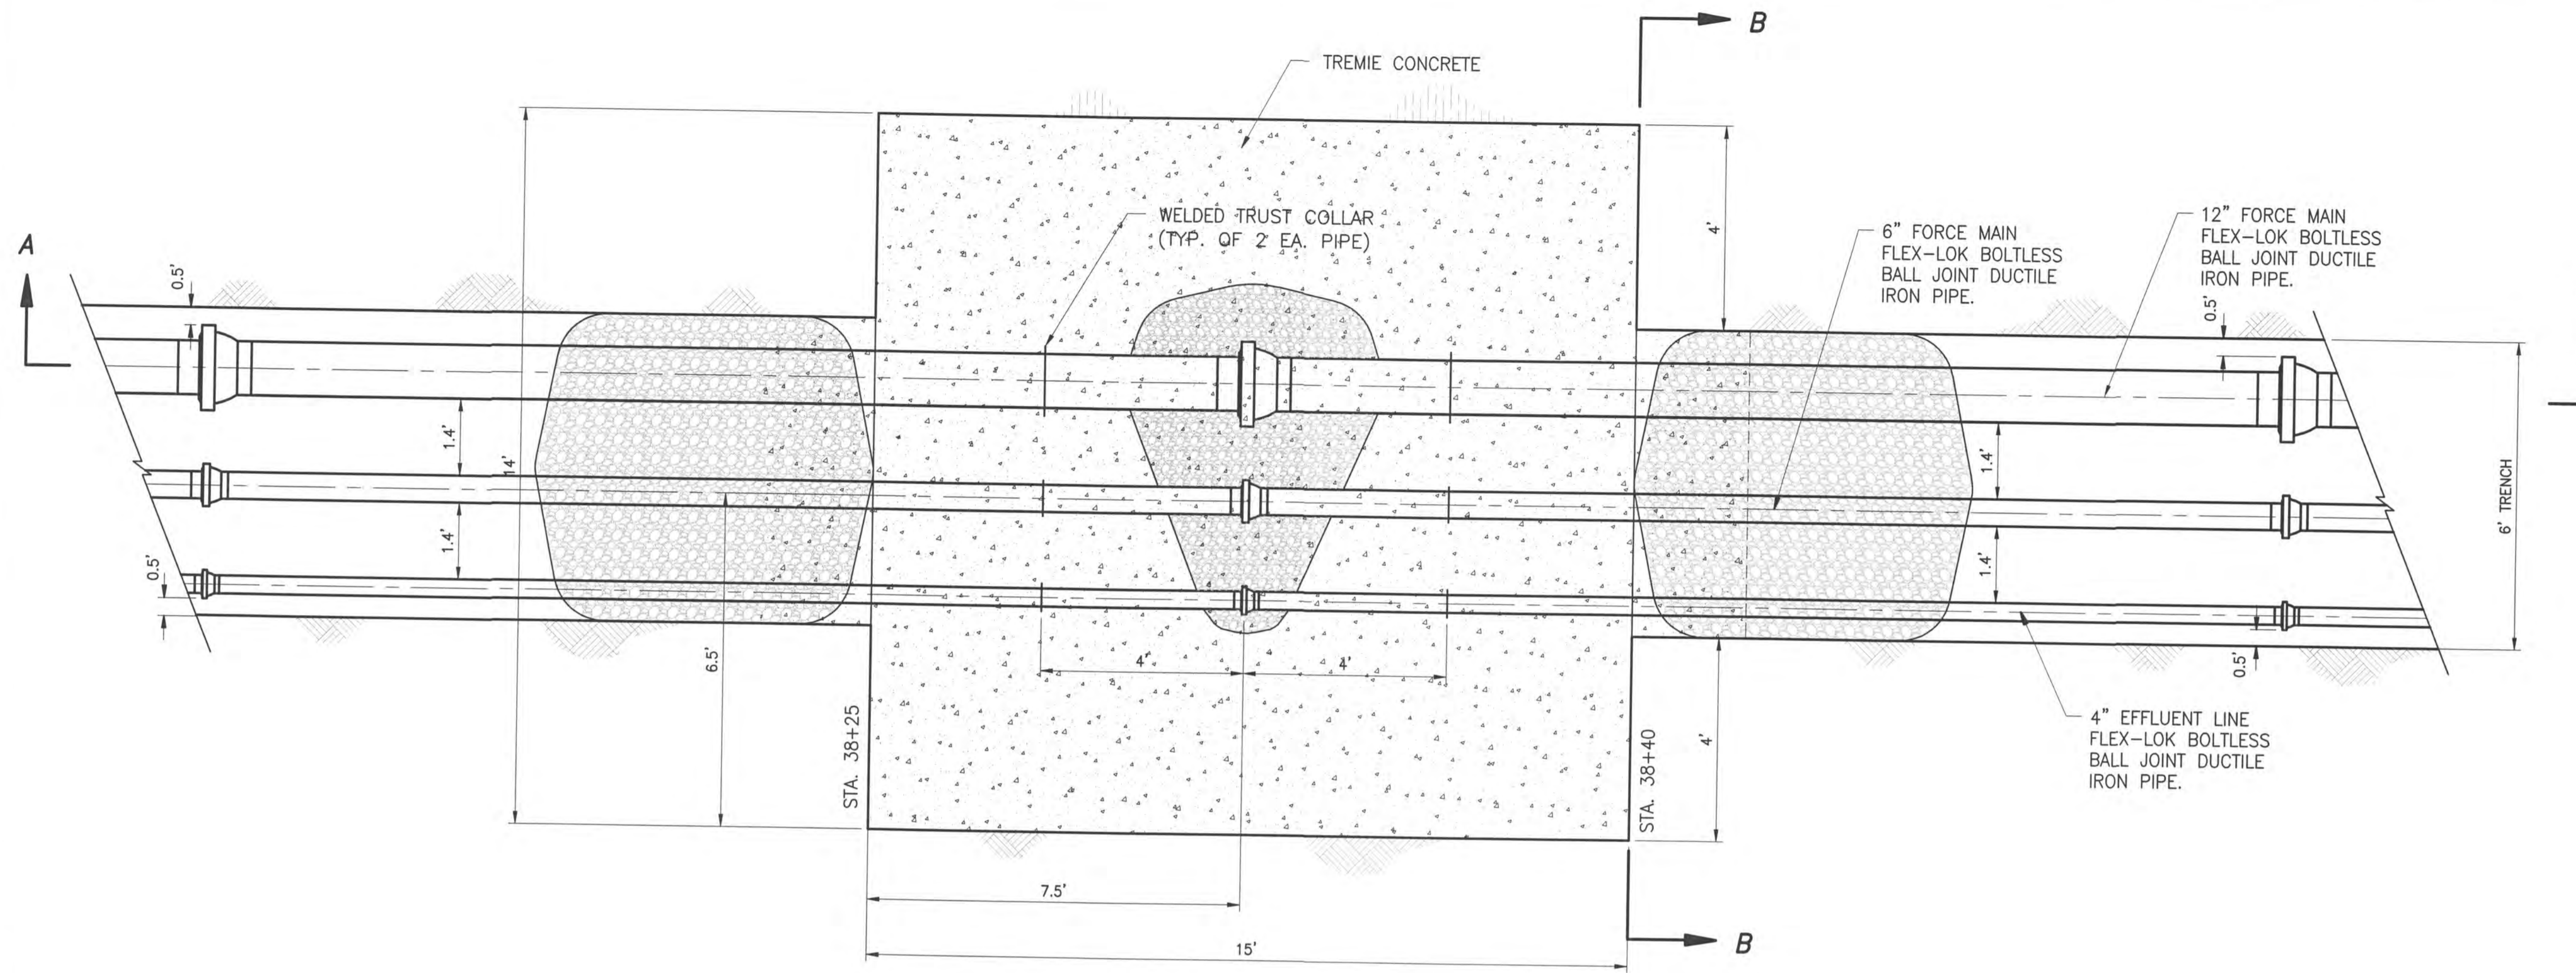 B
TREMIE CONCRETE
A
0.5'
WELDED TRUST COLLAR
(TYP. OF 2 EA. PIPE)
4'
6" FORCE MAIN
FLEX-LOK BOLTLESS
BALL JOINT DUCTILE
IRON PIPE.
12" FORCE MAIN
FLEX-LOK BOLTLESS
BALL JOINT DUCTILE
IRON PIPE.
0.5'
1.4'
14'
1.4'
0.5'
1.4'
1.4'
6' TRENCH
6.5'
4'
4'
0.5'
STA. 38+25
STA. 38+40
4'
4" EFFLUENT LINE
FLEX-LOK BOLTLESS
BALL JOINT DUCTILE
IRON PIPE.
7.5'
15'
B